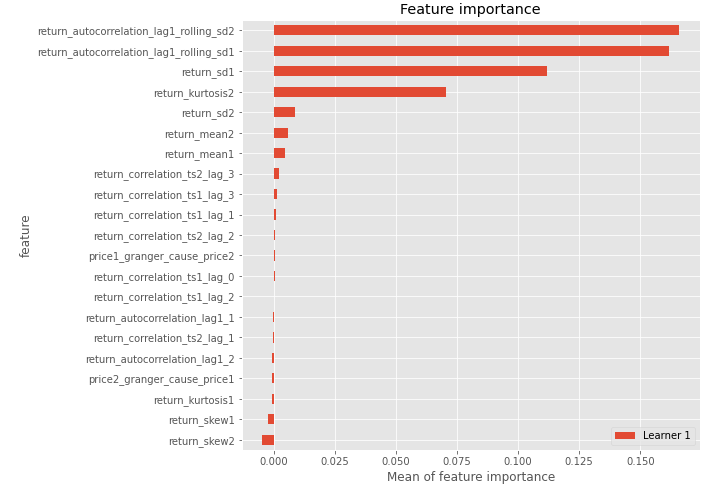 Feature importance
return_autocorrelation_lag1_rolling_sd2
return_autocorrelation_lag1_rolling_sd1
return_sd1
return_kurtosis2
return_sd2
return_mean2
return_mean1
return_correlation_ts2_lag_3
return_correlation_ts1_lag_3
return_correlation_ts1_lag_1
return_correlation_ts2_lag_2
price1_granger_cause_price2
return_correlation_ts1_lag_0
return_correlation_ts1_lag_2
return_autocorrelation_lag1_1
return_correlation_ts2_lag_1
return_autocorrelation_lag1_2
price2_granger_cause_price1
return_kurtosis1
return_skew1
return_skew2
feature
Learner 1
0.000 0.025 0.050 0.075 0.100 0.125 0.150
Mean of feature importance